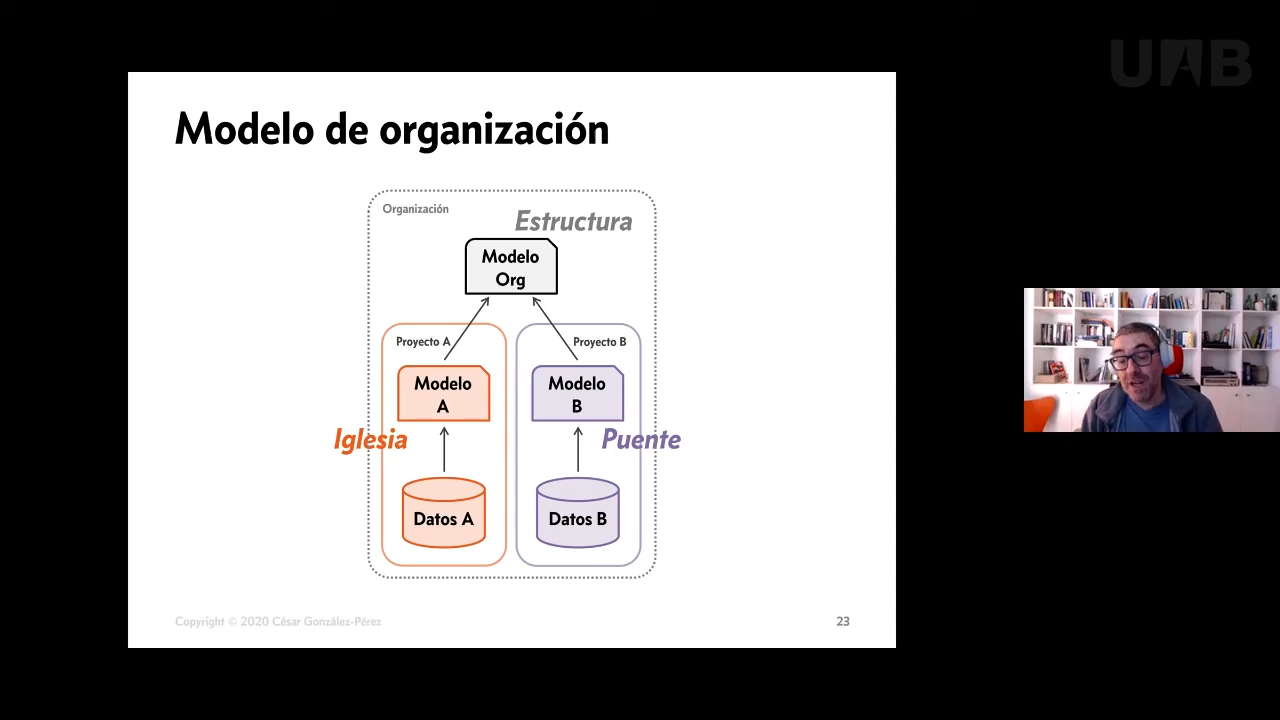 UAB
Modelo de organización
Organización
Estructura
Modelo
Org
Proyecto A
Proyecto B
Modelo
A
Modelo
B
Iglesia
Puente
Datos A
Datos B
Copyright © 2020 César González-Pérez
23